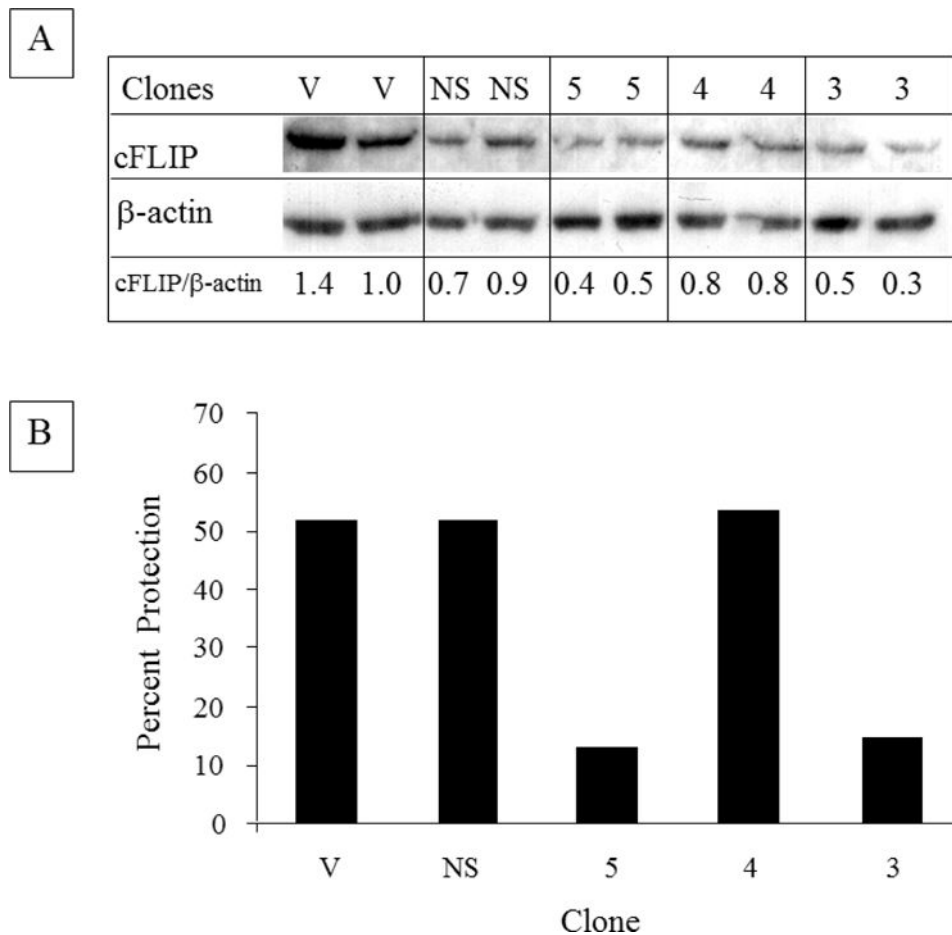 A
Clones V V NS NS 5 5 4 4 3 3
cFLIP
β-actin
cFLIP/β-actin 1.4 1.0 0.7 0.9 0.4 0.5 0.8 0.8 0.5 0.3
B
Percent Protection
70
60
50
40
30
20
10
0
V NS 5 4 3
Clone